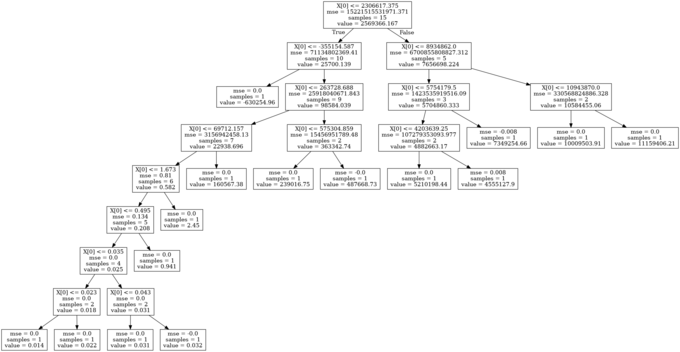 X[0] <= 2306617.375
mse = 15221515531971.371
samples = 15
value = 2569366.167
True
False
X[0] <= -355154.587
mse = 71134802369.41
samples = 10
value = 25700.139
X[0] <= 8934862.0
mse = 6700855808827.312
samples = 5
value = 7656698.224
mse = 0.0
samples = 1
value = -630254.96
X[0] <= 263728.688
mse = 25918040671.843
samples = 9
value = 98584.039
X[0] <= 5754179.5
mse = 1423535919516.09
samples = 3
value = 5704860.333
X[0] <= 10943870.0
mse = 330568824886.328
samples = 2
value = 10584455.06
X[0] <= 69712.157
mse = 3156942458.13
samples = 7
value = 22938.696
X[0] <= 575304.859
mse = 15456951789.48
samples = 2
value = 363342.74
X[0] <= 4203639.25
mse = 107279353093.977
samples = 2
value = 4882663.17
mse = -0.008
samples = 1
value = 7349254.66
mse = 0.0
samples = 1
value = 10009503.91
mse = 0.0
samples = 1
value = 11159406.21
X[0] <= 1.673
mse = 0.81
samples = 6
value = 0.582
mse = 0.0
samples = 1
value = 160567.38
mse = 0.0
samples = 1
value = 239016.75
mse = -0.0
samples = 1
value = 487668.73
mse = 0.0
samples = 1
value = 5210198.44
mse = 0.008
samples = 1
value = 4555127.9
X[0] <= 0.495
mse = 0.134
samples = 5
value = 0.208
mse = 0.0
samples = 1
value = 2.45
X[0] <= 0.035
mse = 0.0
samples = 4
value = 0.025
mse = 0.0
samples = 1
value = 0.941
X[0] <= 0.023
mse = 0.0
samples = 2
value = 0.018
X[0] <= 0.043
mse = 0.0
samples = 2
value = 0.031
mse = 0.0
samples = 1
value = 0.014
mse = 0.0
samples = 1
value = 0.022
mse = 0.0
samples = 1
value = 0.031
mse = -0.0
samples = 1
value = 0.032